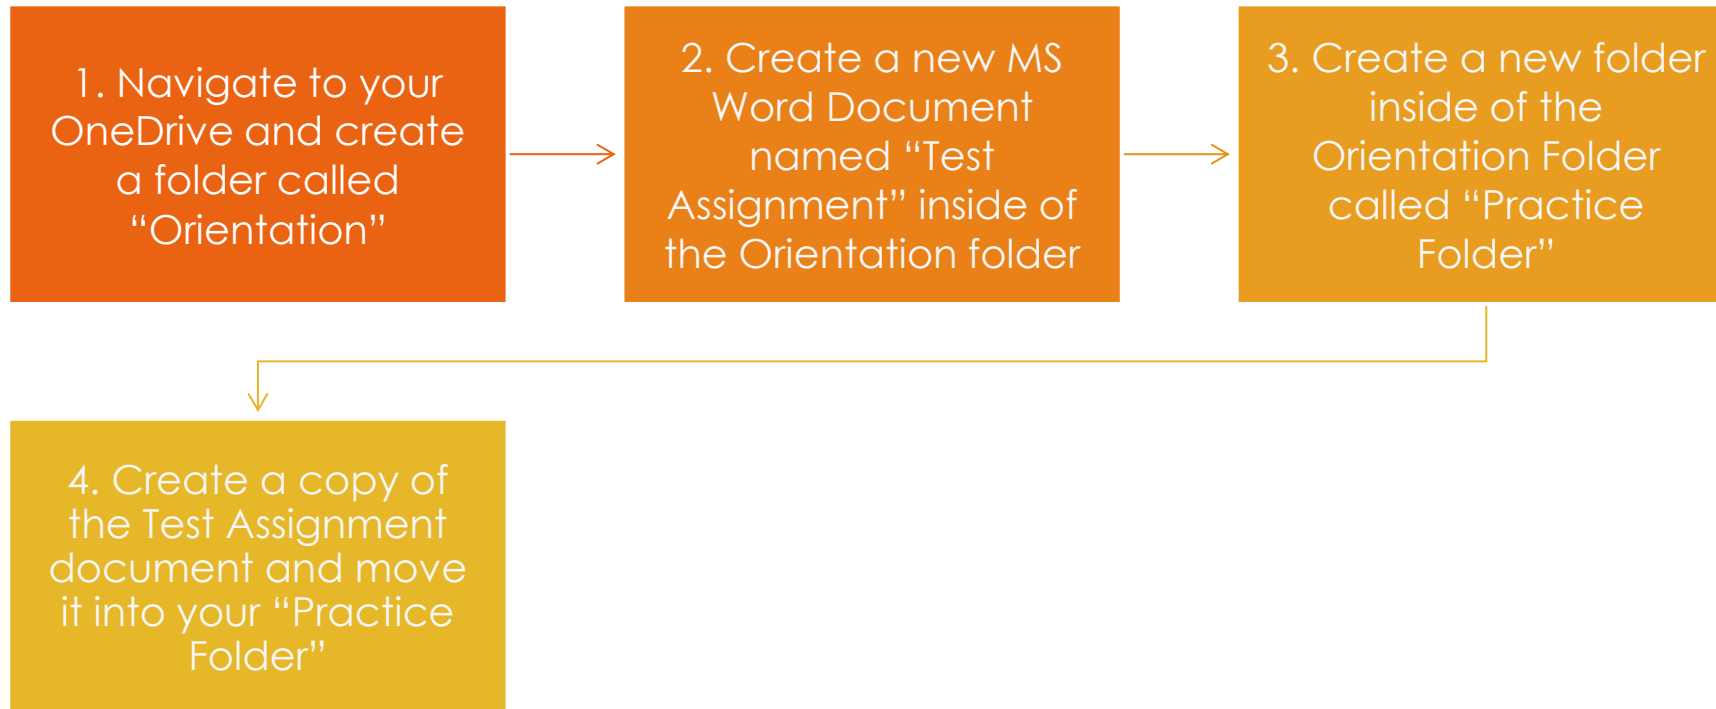 1. Navigate to your
OneDrive and create
a folder called
“Orientation”
2. Create a new MS
Word Document
named “Test
Assignment” inside of
the Orientation folder
3. Create a new folder
inside of the
Orientation Folder
called “Practice
Folder”
4. Create a copy of
the Test Assignment
document and move
it into your “Practice
Folder”